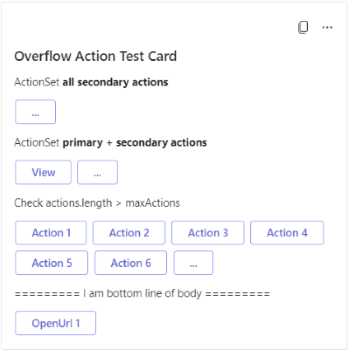 ...
Overflow Action Test Card
ActionSet all secondary actions
...
ActionSet primary + secondary actions
View ...
Check actions.length > maxActions
Action 1 Action 2 Action 3 Action 4
Action 5 Action 6 ...
========= I am bottom line of body =========
OpenUrl 1